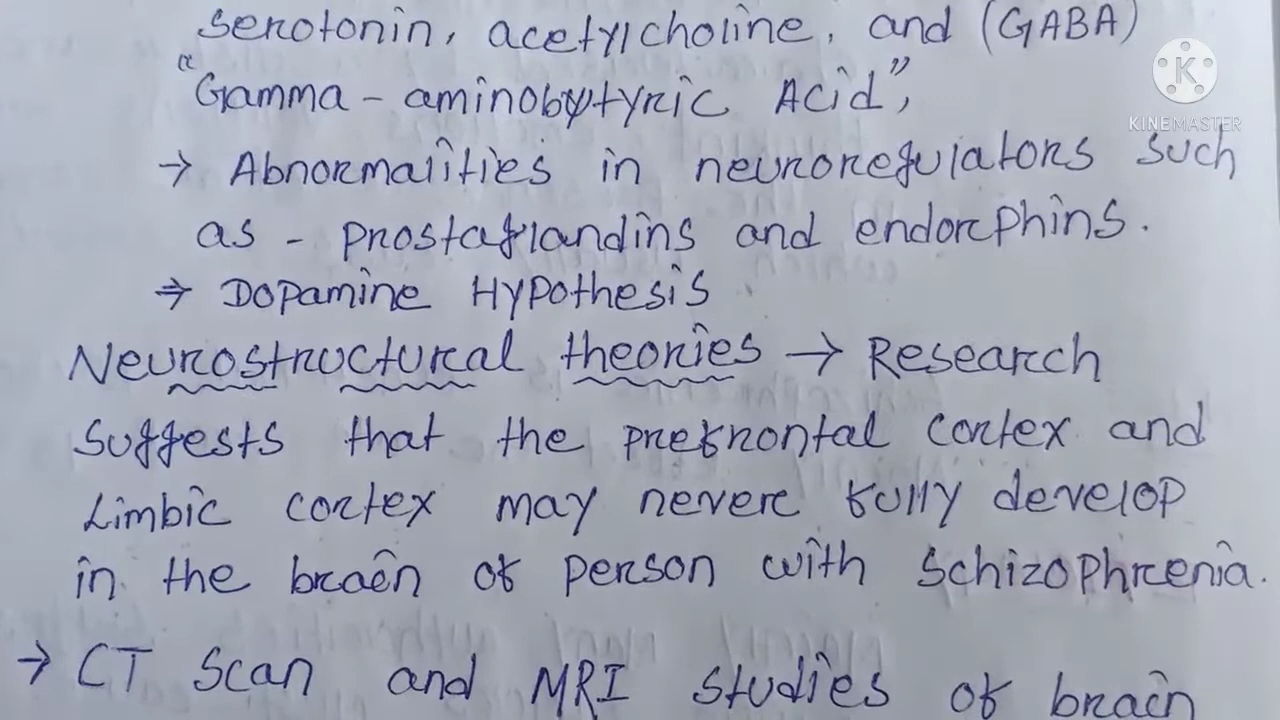 Serotonin, acetylcholine, and (GABA)
"Gamma - aminobytyric Acid",
→ Abnormalities in neuroregulators such
as - prostaglandins and endorphins.
⇒ Dopamine Hypothesis
Neurostructural theories → Research
Suggests that the prefrontal cortex and
Limbic cortex may never fully develop
in the brain of person with Schizophrenia.
→ CT Scan and MRI studies of brain
K
KINEMASTER